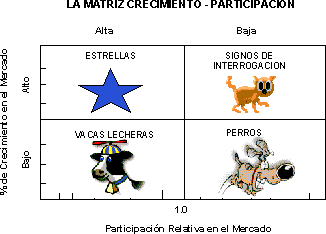 LA MATRIZ CRECIMIENTO - PARTICIPACION
Alta
Baja
ESTRELLAS
SIGNOS DE
INTERROGACION
% de Crecimiento en el Mercado
Alto
Bajo
VACAS LECHERAS
PERROS
1.0
Participación Relativa en el Mercado